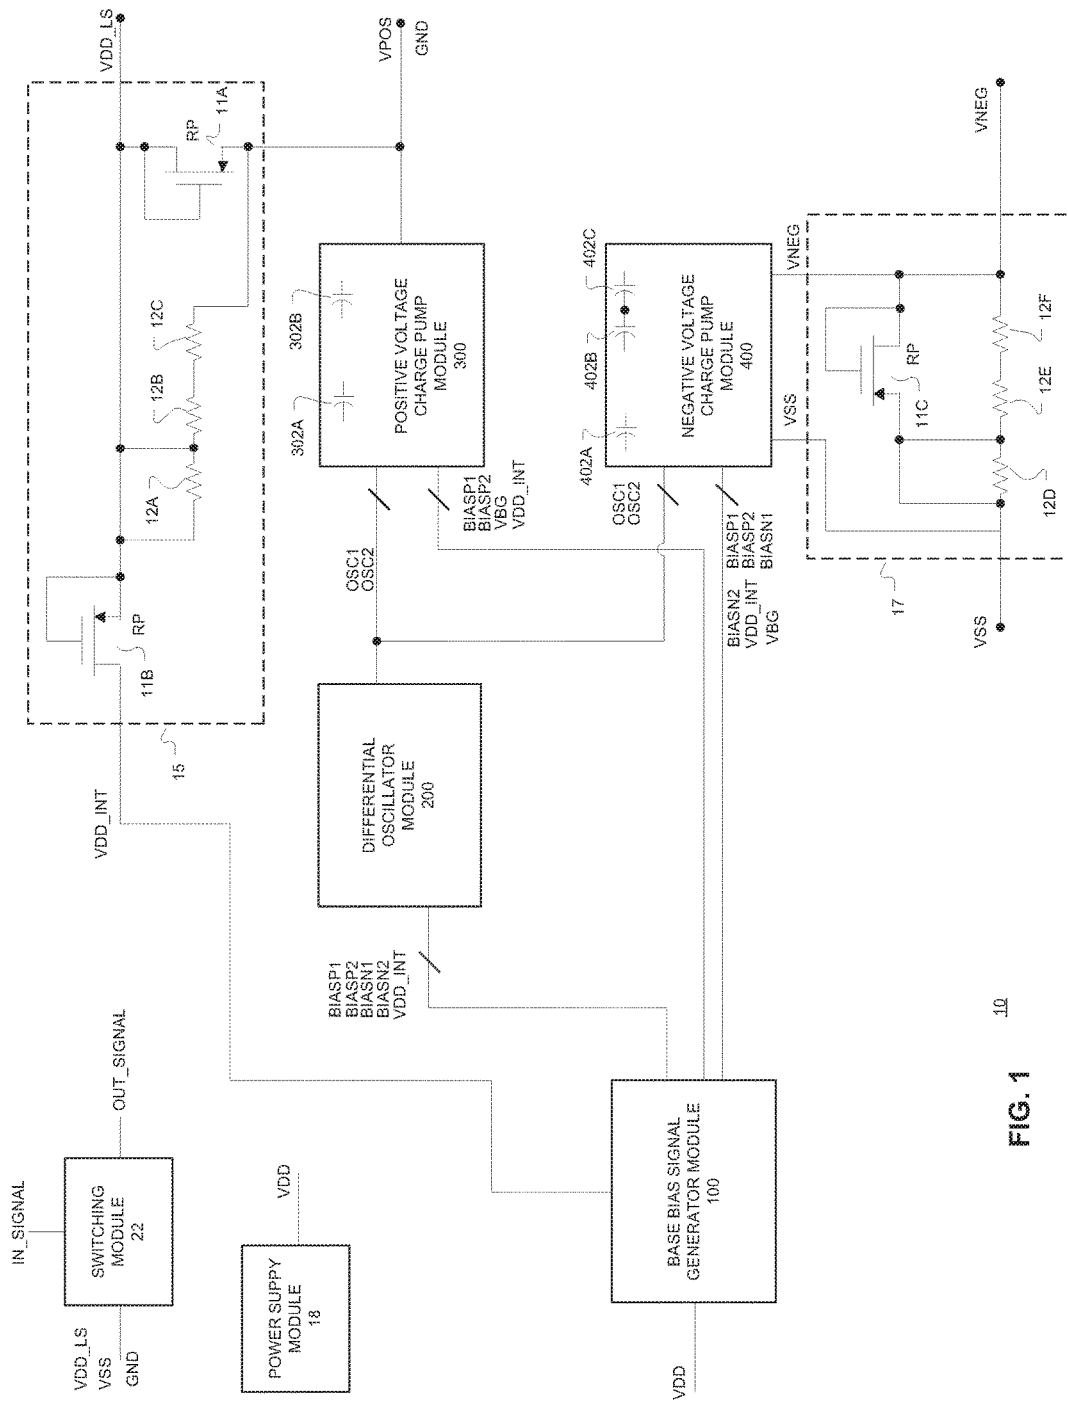 IN_SIGNAL
SWITCHING
MODULE
22
OUT_SIGNAL
VDD_LS
VSS
GND
POWER SUPPY
MODULE
18
VDD
VDD
BASE BIAS SIGNAL
GENERATOR MODULE
100
VDD_INT
15
11B
RP
12A
12B
12C
RP
11A
VDD_LS
BIASP1
BIASP2
BIASN1
BIASN2
VDD_INT
DIFFERENTIAL
OSCILLATOR
MODULE
200
OSC1
OSC2
BIASP1
BIASP2
VBG
VDD_INT
302A
302B
POSITIVE VOLTAGE
CHARGE PUMP
MODULE
300
VPOS
GND
OSC1
OSC2
BIASN2
VDD_INT
VBG
BIASP1
BIASP2
BIASN1
402A
402B
402C
NEGATIVE VOLTAGE
CHARGE PUMP
MODULE
400
VSS
VNEG
17
11C
RP
12D
12E
12F
VSS
VNEG
10
FIG. 1